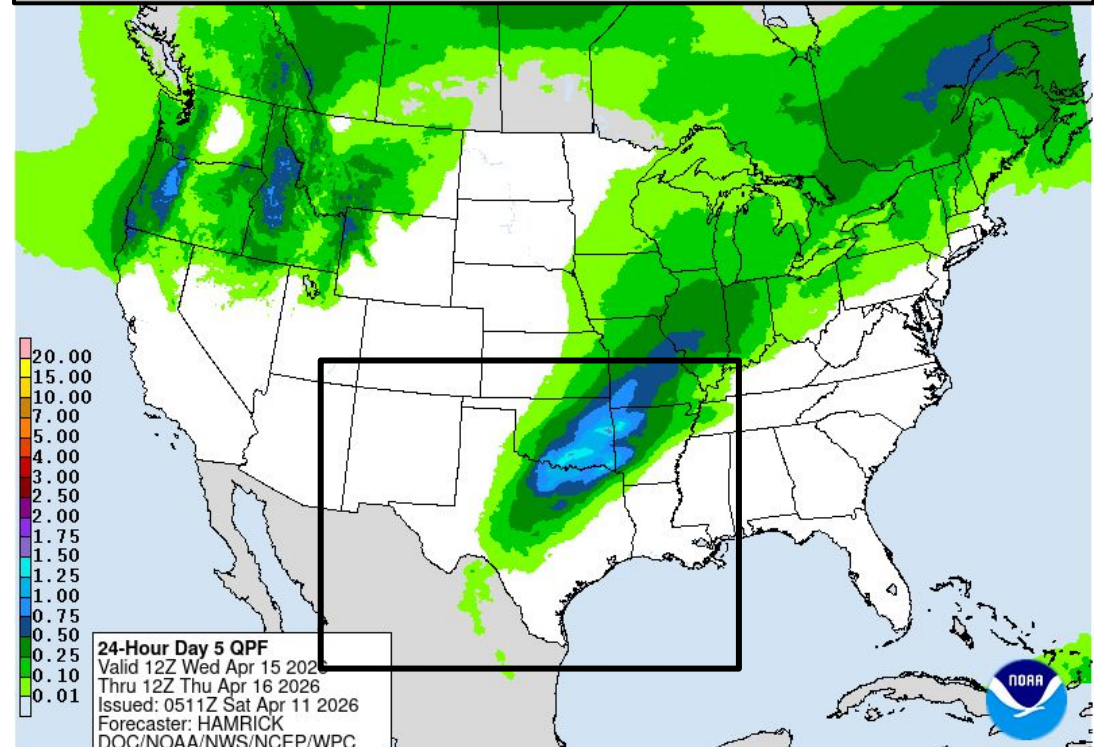 20.00
15.00
10.00
7.00
5.00
4.00
3.00
2.50
2.00
1.75
1.50
1.25
1.00
0.75
0.50
0.25
0.10
0.01
24-Hour Day 5 QPF
Valid 12Z Wed Apr 15 2026
Thru 12Z Thu Apr 16 2026
Issued: 0511Z Sat Apr 11 2026
Forecaster: HAMRICK
DOC/NOAA/NWS/NCEP/WPC
NOAA